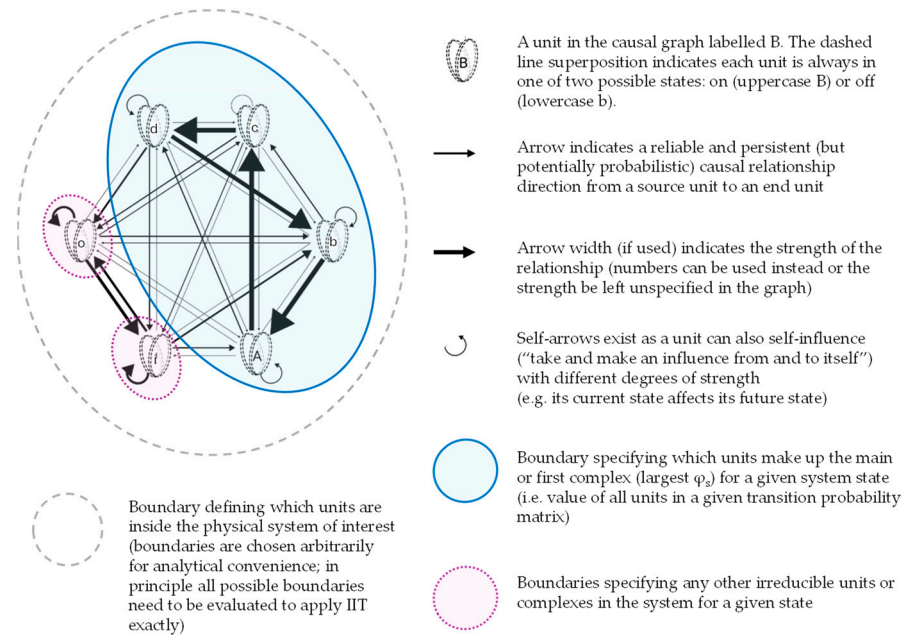 d
c
o
b
f
A
B
A unit in the causal graph labelled B. The dashed
line superposition indicates each unit is always in
one of two possible states: on (uppercase B) or off
(lowercase b).
Arrow indicates a reliable and persistent (but
potentially probabilistic) causal relationship
direction from a source unit to an end unit
Arrow width (if used) indicates the strength of the
relationship (numbers can be used instead or the
strength be left unspecified in the graph)
Self-arrows exist as a unit can also self-influence
(“take and make an influence from and to itself”)
with different degrees of strength
(e.g. its current state affects its future state)
Boundary specifying which units make up the main
or first complex (largest φs) for a given system state
(i.e. value of all units in a given transition probability
matrix)
Boundary defining which units are
inside the physical system of interest
(boundaries are chosen arbitrarily
for analytical convenience; in
principle all possible boundaries
need to be evaluated to apply IIT
exactly)
Boundaries specifying any other irreducible units or
complexes in the system for a given state